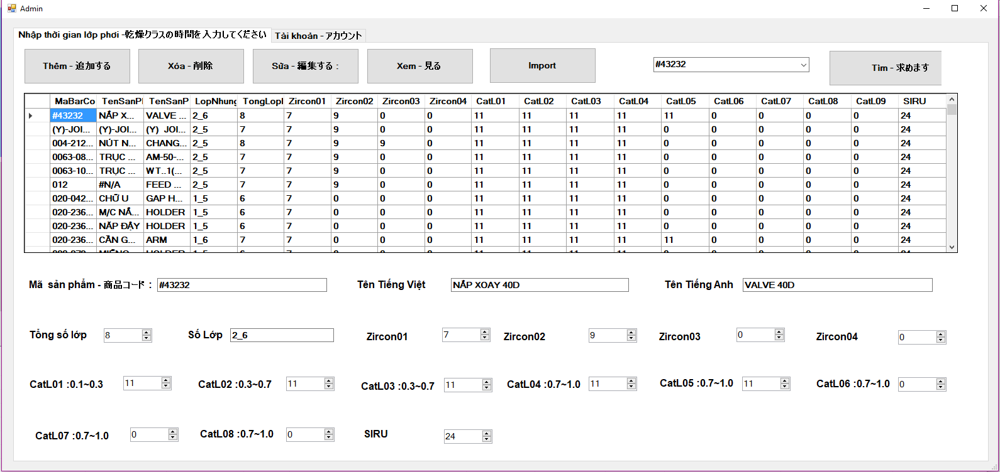 Admin
Nhập thời gian lớp phơi -乾燥クラスの時間を入力してください Tài khoản - アカウント
Thêm - 追加する Xóa - 削除 Sửa - 編集する : Xem - 見る Import #43232 Tìm - 求めます
MaBarCo TenSanPl TenSanP LopNhung TongLopl Zircon01 Zircon02 Zircon03 Zircon04 CatL01 CatL02 CatL03 CatL04 CatL05 CatL06 CatL07 CatL08 CatL09 SIRU
#43232 NẮP X... VALVE ... 2_6 8 7 9 0 0 11 11 11 11 11 0 0 0 0 24
(Y)-JOI... (Y)-JOI... (Y) JOI... 2_5 7 7 9 0 0 11 11 11 11 0 0 0 0 0 24
004-212... NÚT N... CHANG... 2_5 8 7 9 9 0 11 11 11 11 0 0 0 0 0 24
0063-08... TRỤC ... AM-50-... 2_5 7 7 9 0 0 11 11 11 11 0 0 0 0 0 24
0063-10... TRỤC ... WT..1(... 2_5 7 7 9 0 0 11 11 11 11 0 0 0 0 0 24
012 #N/A FEED ... 2_5 7 7 9 0 0 11 11 11 11 0 0 0 0 0 24
020-042... CHỮ U GAP H... 1_5 6 7 0 0 0 11 11 11 11 0 0 0 0 0 24
020-236... M/C NẮ... HOLDER 1_5 6 7 0 0 0 11 11 11 11 0 0 0 0 0 24
020-236... NẮP ĐẬY HOLDER 1_5 6 7 0 0 0 11 11 11 11 0 0 0 0 0 24
020-236... CẦN G... ARM 1_6 7 7 0 0 0 11 11 11 11 11 0 0 0 0 24
Mã sản phẩm - 商品コード : #43232 Tên Tiếng Việt NẮP XOAY 40D Tên Tiếng Anh VALVE 40D
Tổng số lớp 8 Số Lớp 2_6 Zircon01 7 Zircon02 9 Zircon03 0 Zircon04 0
CatL01 :0.1~0.3 11 CatL02 :0.3~0.7 11 CatL03 :0.3~0.7 11 CatL04 :0.7~1.0 11 CatL05 :0.7~1.0 11 CatL06 :0.7~1.0 0
CatL07 :0.7~1.0 0 CatL08 :0.7~1.0 0 SIRU 24